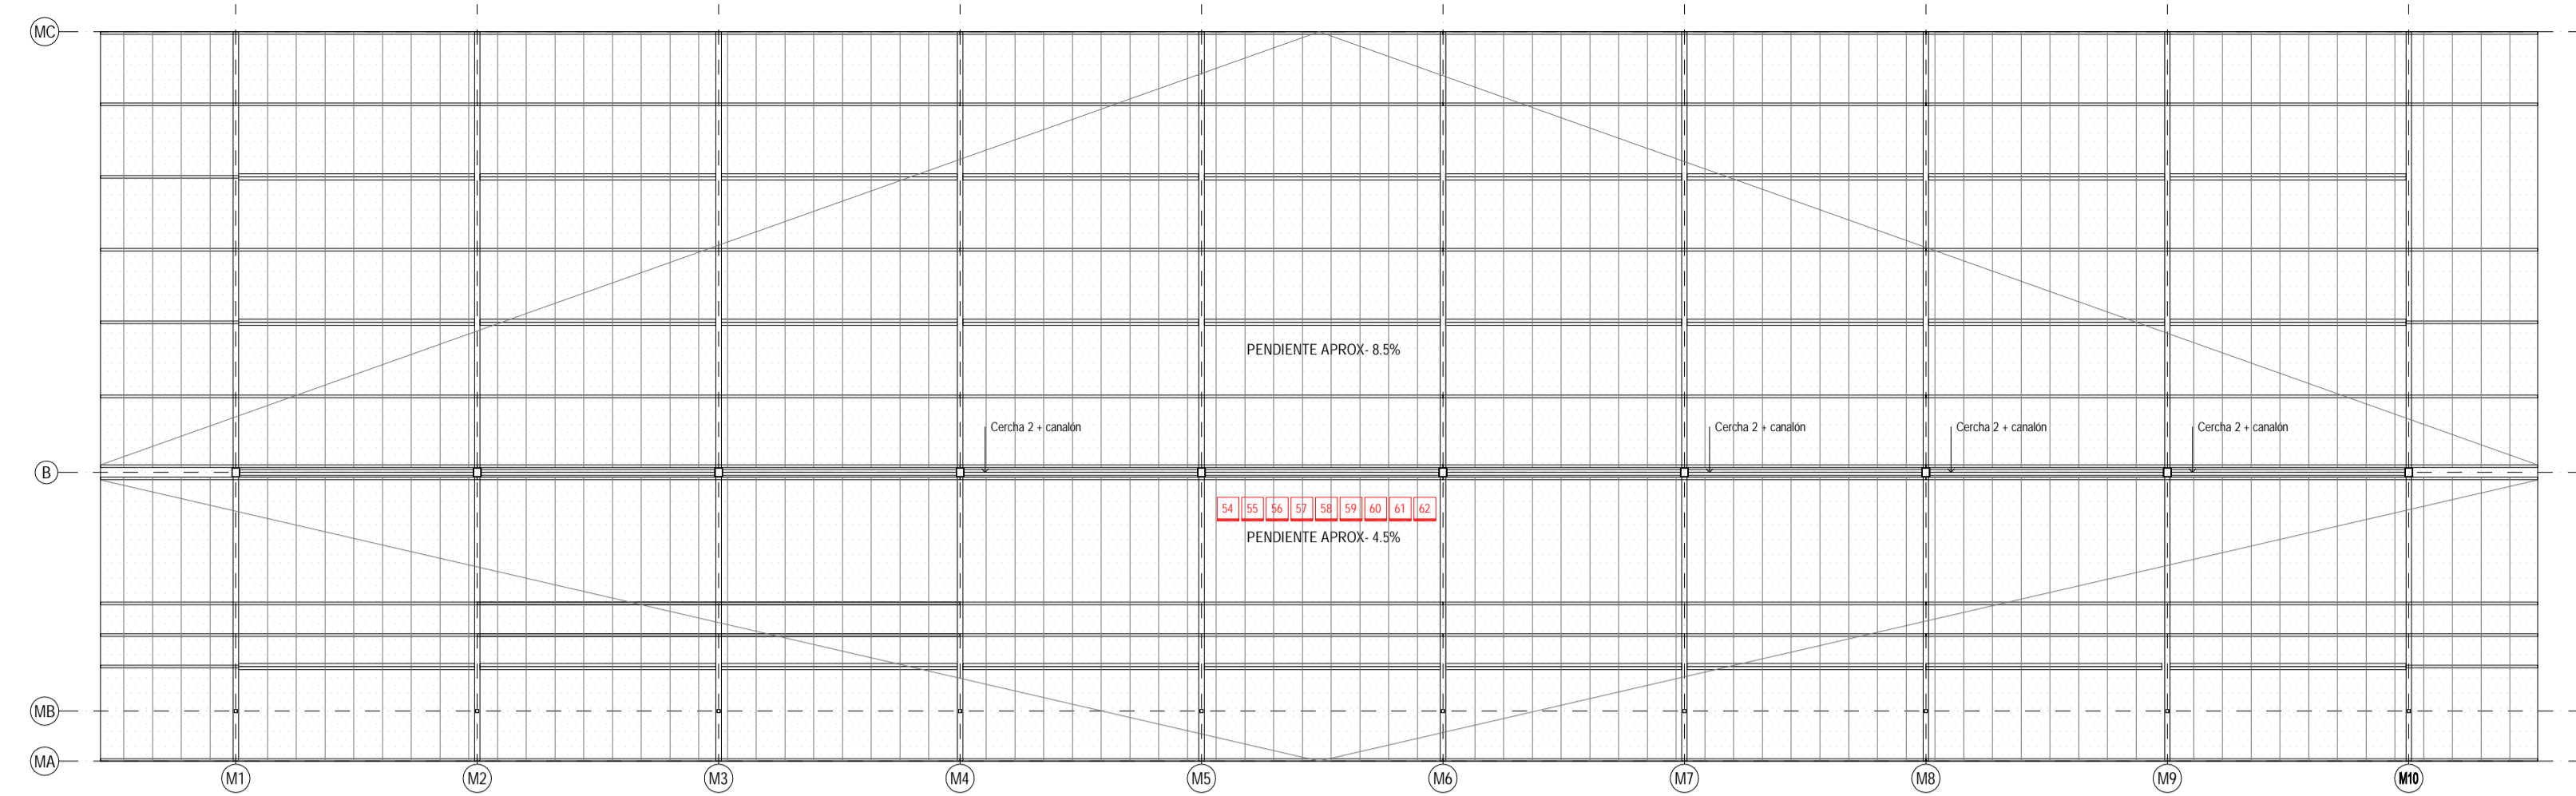 MC
PENDIENTE APROX- 8.5%
Cercha 2 + canalón
Cercha 2 + canalón
Cercha 2 + canalón
Cercha 2 + canalón
B
54 55 56 57 58 59 60 61 62
PENDIENTE APROX- 4.5%
MB
MA
M1 M2 M3 M4 M5 M6 M7 M8 M9 M10